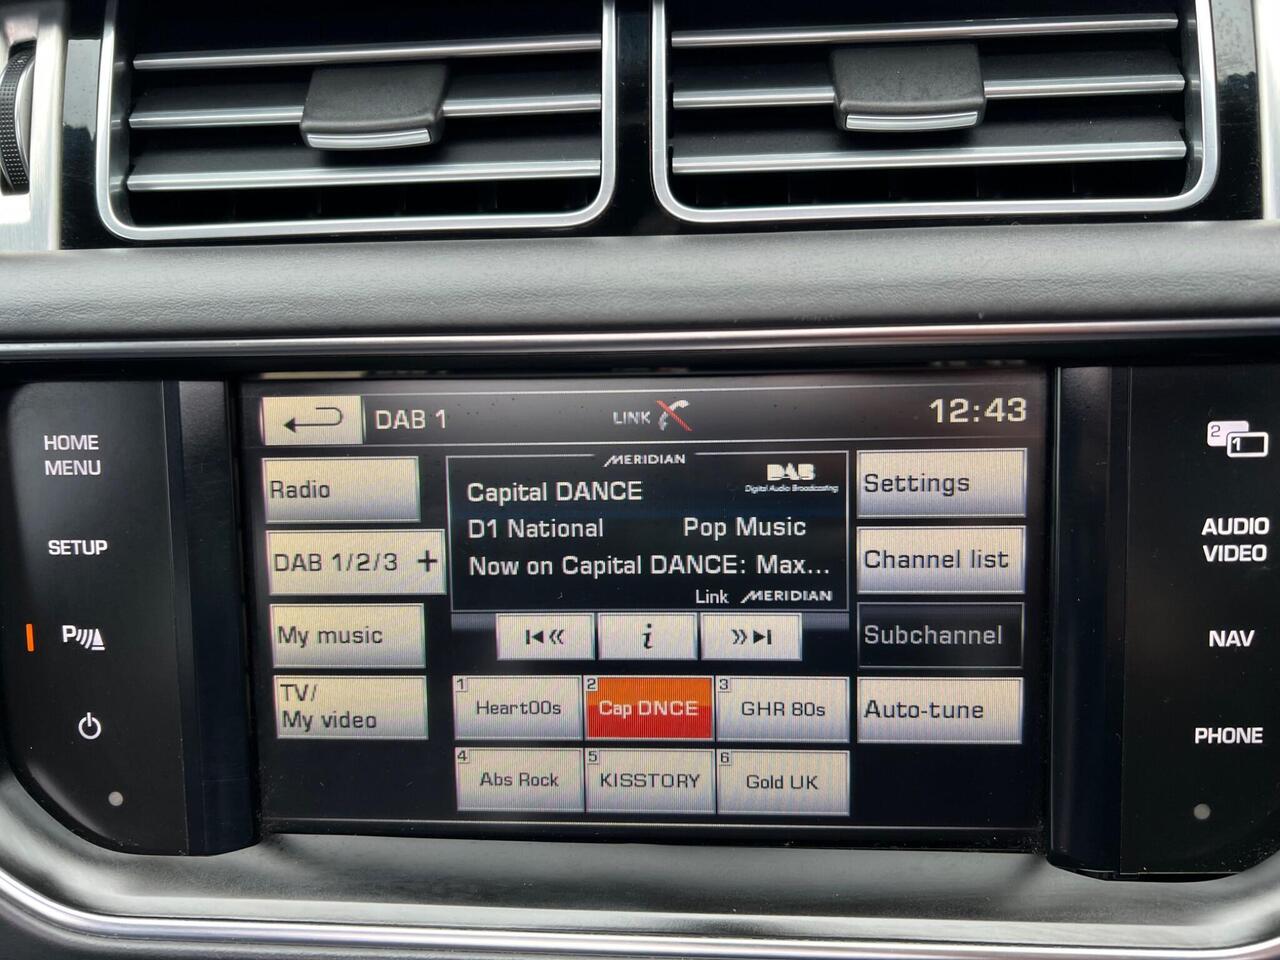 HOME
MENU
SETUP
P
DAB 1
LINK
12:43
Radio
DAB 1/2/3 +
My music
TV/
My video
MERIDIAN
DAB
Digital Audio Broadcasting
Capital DANCE
D1 National Pop Music
Now on Capital DANCE: Max...
Link MERIDIAN
i
1 Heart00s
2 Cap DNCE
3 GHR 80s
4 Abs Rock
5 KISSTORY
6 Gold UK
Settings
Channel list
Subchannel
Auto-tune
2 1
AUDIO
VIDEO
NAV
PHONE